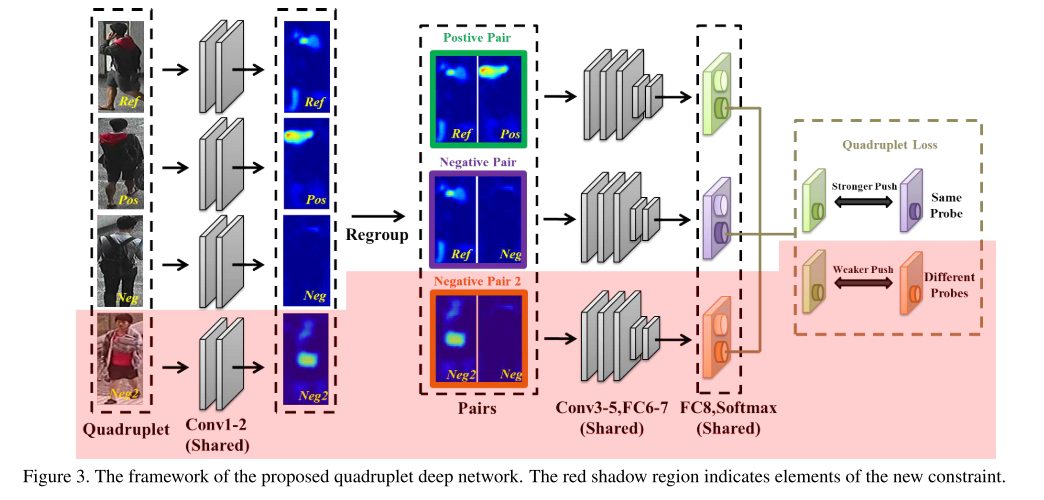 Ref
Pos
Neg
Neg2
Quadruplet
Conv1-2
(Shared)
Ref
Pos
Neg
Neg2
Regroup
Postive Pair
Ref Pos
Negative Pair
Ref Neg
Negative Pair 2
Neg2 Neg
Pairs
Conv3-5,FC6-7
(Shared)
FC8,Softmax
(Shared)
Quadruplet Loss
Stronger Push
Same
Probe
Weaker Push
Different
Probes
Figure 3. The framework of the proposed quadruplet deep network. The red shadow region indicates elements of the new constraint.